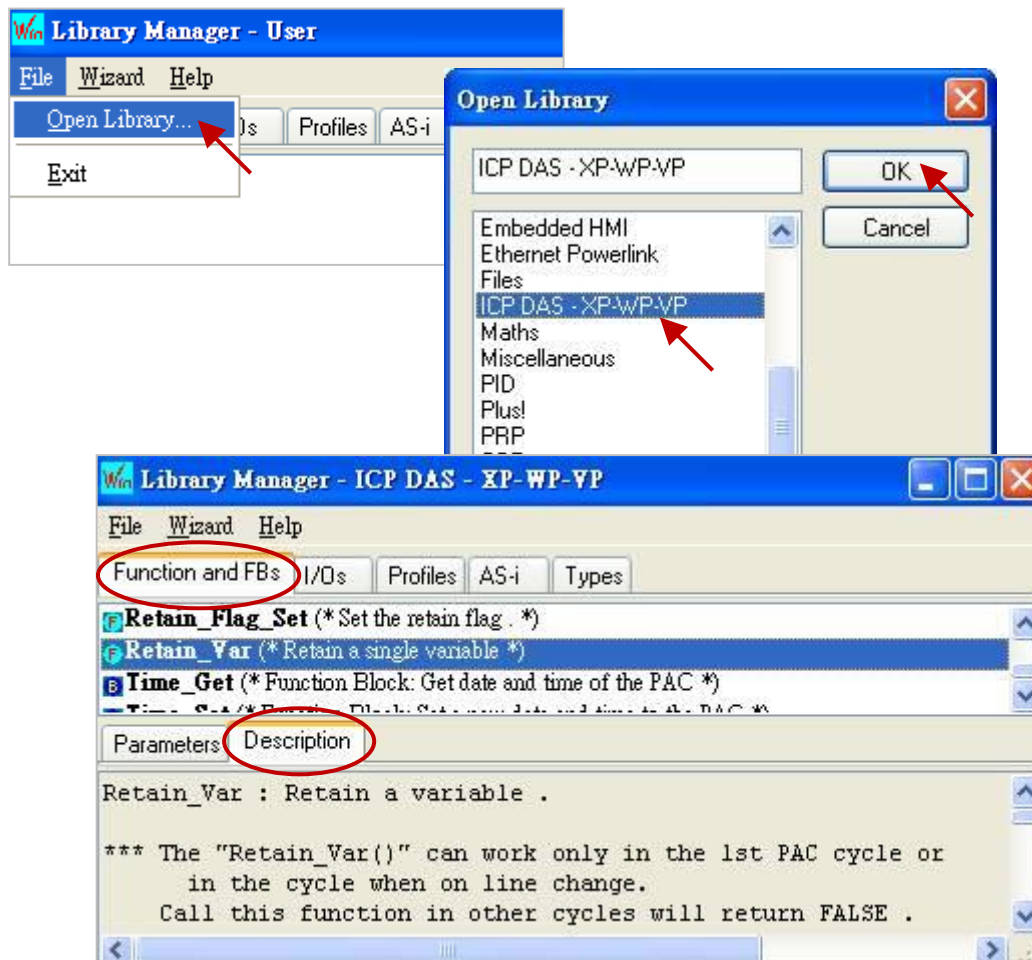 Win Library Manager - User
File Wizard Help
Open Library...
Profiles AS-i
Exit
Open Library
ICP DAS - XP-WP-VP
OK
Cancel
Embedded HMI
Ethernet Powerlink
Files
ICP DAS - XP-WP-VP
Maths
Miscellaneous
PID
Plus!
PRP
Win Library Manager - ICP DAS - XP-WP-VP
File Wizard Help
Function and FBs I/Os Profiles AS-i Types
F Retain_Flag_Set (* Set the retain flag . *)
F Retain_Var (* Retain a single variable *)
B Time_Get (* Function Block: Get date and time of the PAC *)
Parameters Description
Retain_Var : Retain a variable .
*** The "Retain_Var()" can work only in the 1st PAC cycle or
in the cycle when on line change.
Call this function in other cycles will return FALSE .